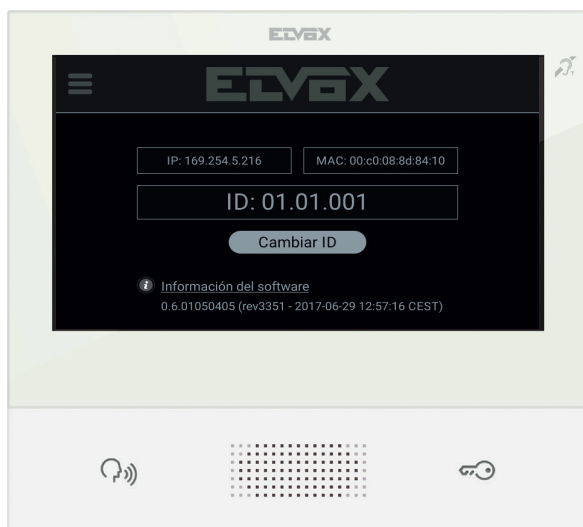 ELVOX
ELVOX
IP: 169.254.5.216
MAC: 00:c0:08:8d:84:10
ID: 01.01.001
Cambiar ID
Información del software
0.6.01050405 (rev3351 - 2017-06-29 12:57:16 CEST)